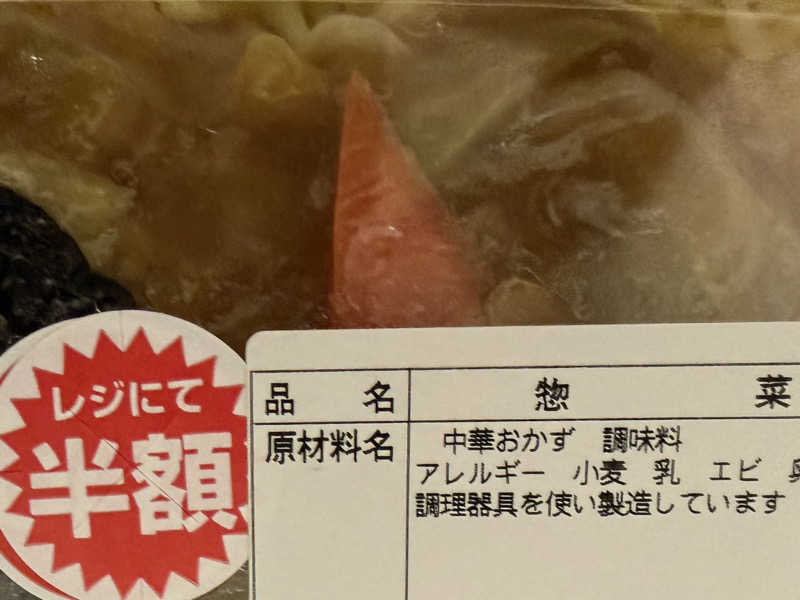 レジにて
半額
品名 惣菜
原材料名 中華おかず 調味料
アレルギー 小麦 乳 エビ
調理器具を使い製造しています